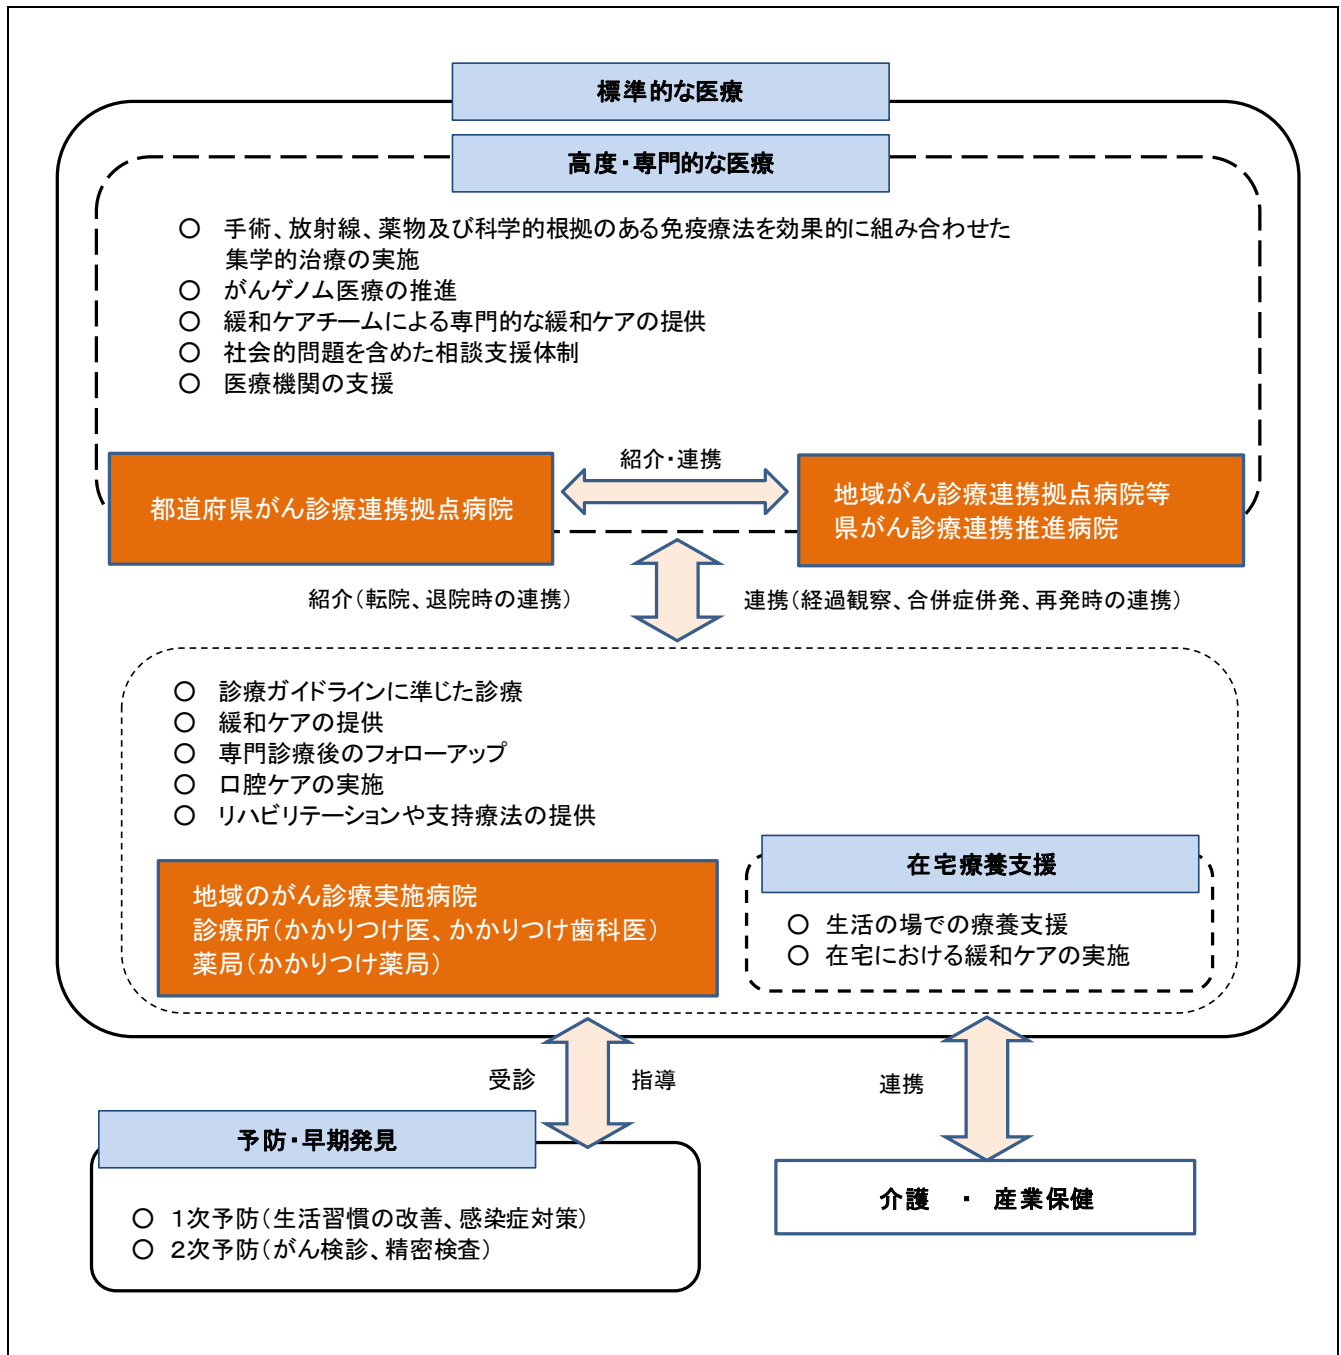 標準的な医療
高度・専門的な医療
○ 手術、放射線、薬物及び科学的根拠のある免疫療法を効果的に組み合わせた
集学的治療の実施
○ がんゲノム医療の推進
○ 緩和ケアチームによる専門的な緩和ケアの提供
○ 社会的問題を含めた相談支援体制
○ 医療機関の支援
都道府県がん診療連携拠点病院
紹介・連携
地域がん診療連携拠点病院等
県がん診療連携推進病院
紹介(転院、退院時の連携)
連携(経過観察、合併症併発、再発時の連携)
○ 診療ガイドラインに準じた診療
○ 緩和ケアの提供
○ 専門診療後のフォローアップ
○ 口腔ケアの実施
○ リハビリテーションや支持療法の提供
地域のがん診療実施病院
診療所(かかりつけ医、かかりつけ歯科医)
薬局(かかりつけ薬局)
在宅療養支援
○ 生活の場での療養支援
○ 在宅における緩和ケアの実施
受診
指導
連携
予防・早期発見
○ 1次予防(生活習慣の改善、感染症対策)
○ 2次予防(がん検診、精密検査)
介護 ・ 産業保健